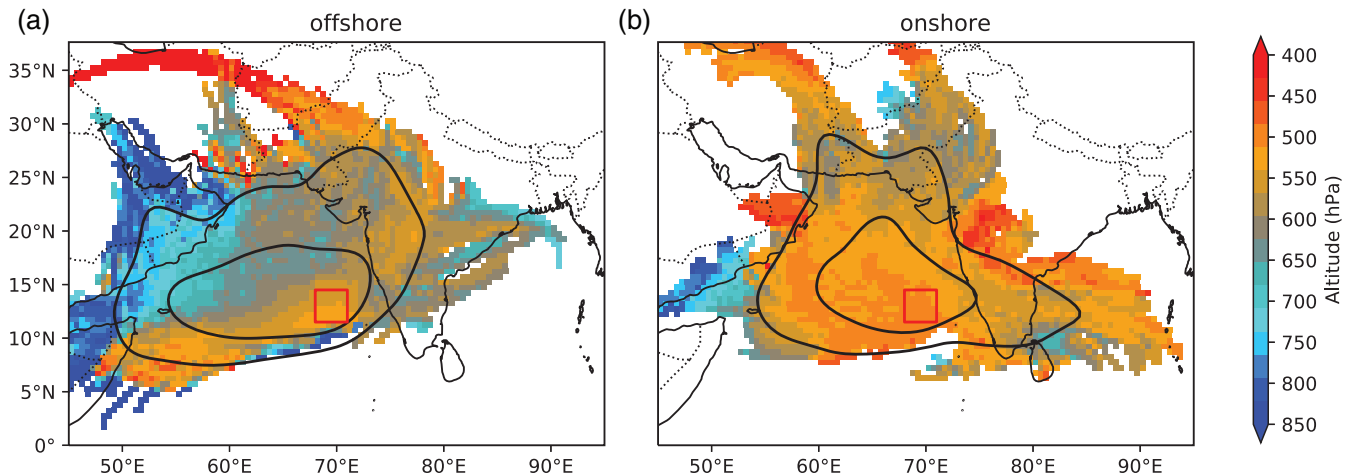 (a) offshore
(b) onshore
35°N
30°N
25°N
20°N
15°N
10°N
5°N
0°
50°E 60°E 70°E 80°E 90°E
50°E 60°E 70°E 80°E 90°E
400
450
500
550
600
650
700
750
800
850
Altitude (hPa)